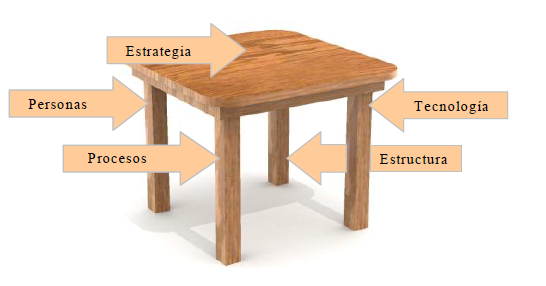 Estrategia
Personas
Tecnología
Procesos
Estructura